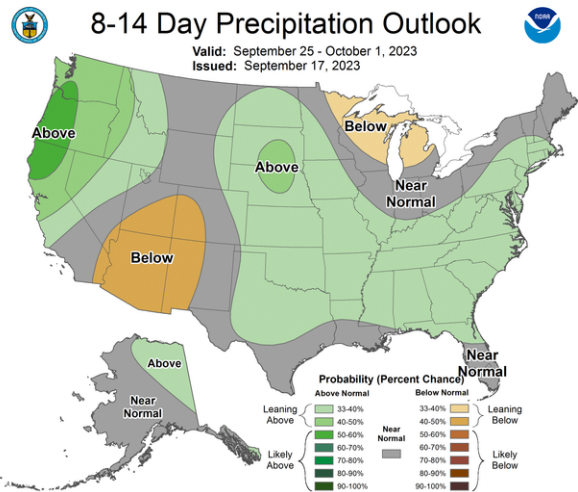 8-14 Day Precipitation Outlook
Valid: September 25 - October 1, 2023
Issued: September 17, 2023
NOAA
Above
Below
Above
Near
Normal
Below
Near
Normal
Above
Near
Normal
Probability (Percent Chance)
Above Normal
Below Normal
Leaning
Above
33-40%
40-50%
Likely
Above
50-60%
60-70%
70-80%
80-90%
90-100%
Near
Normal
33-40%
40-50%
Leaning
Below
50-60%
60-70%
70-80%
80-90%
90-100%
Likely
Below